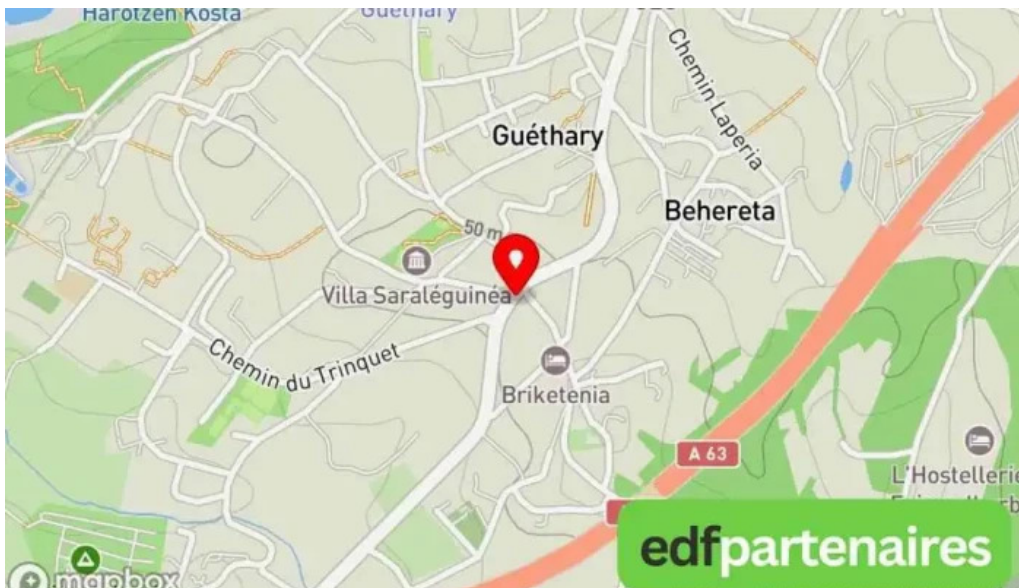 Harotzen Kosta
Guéthary
Chemin Laperia
Guéthary
Behereta
50 m
Villa Saraléguinéa
Chemin du Trinquet
Briketenia
A 63
L'Hostellerie
edfpartenaires
mapbox